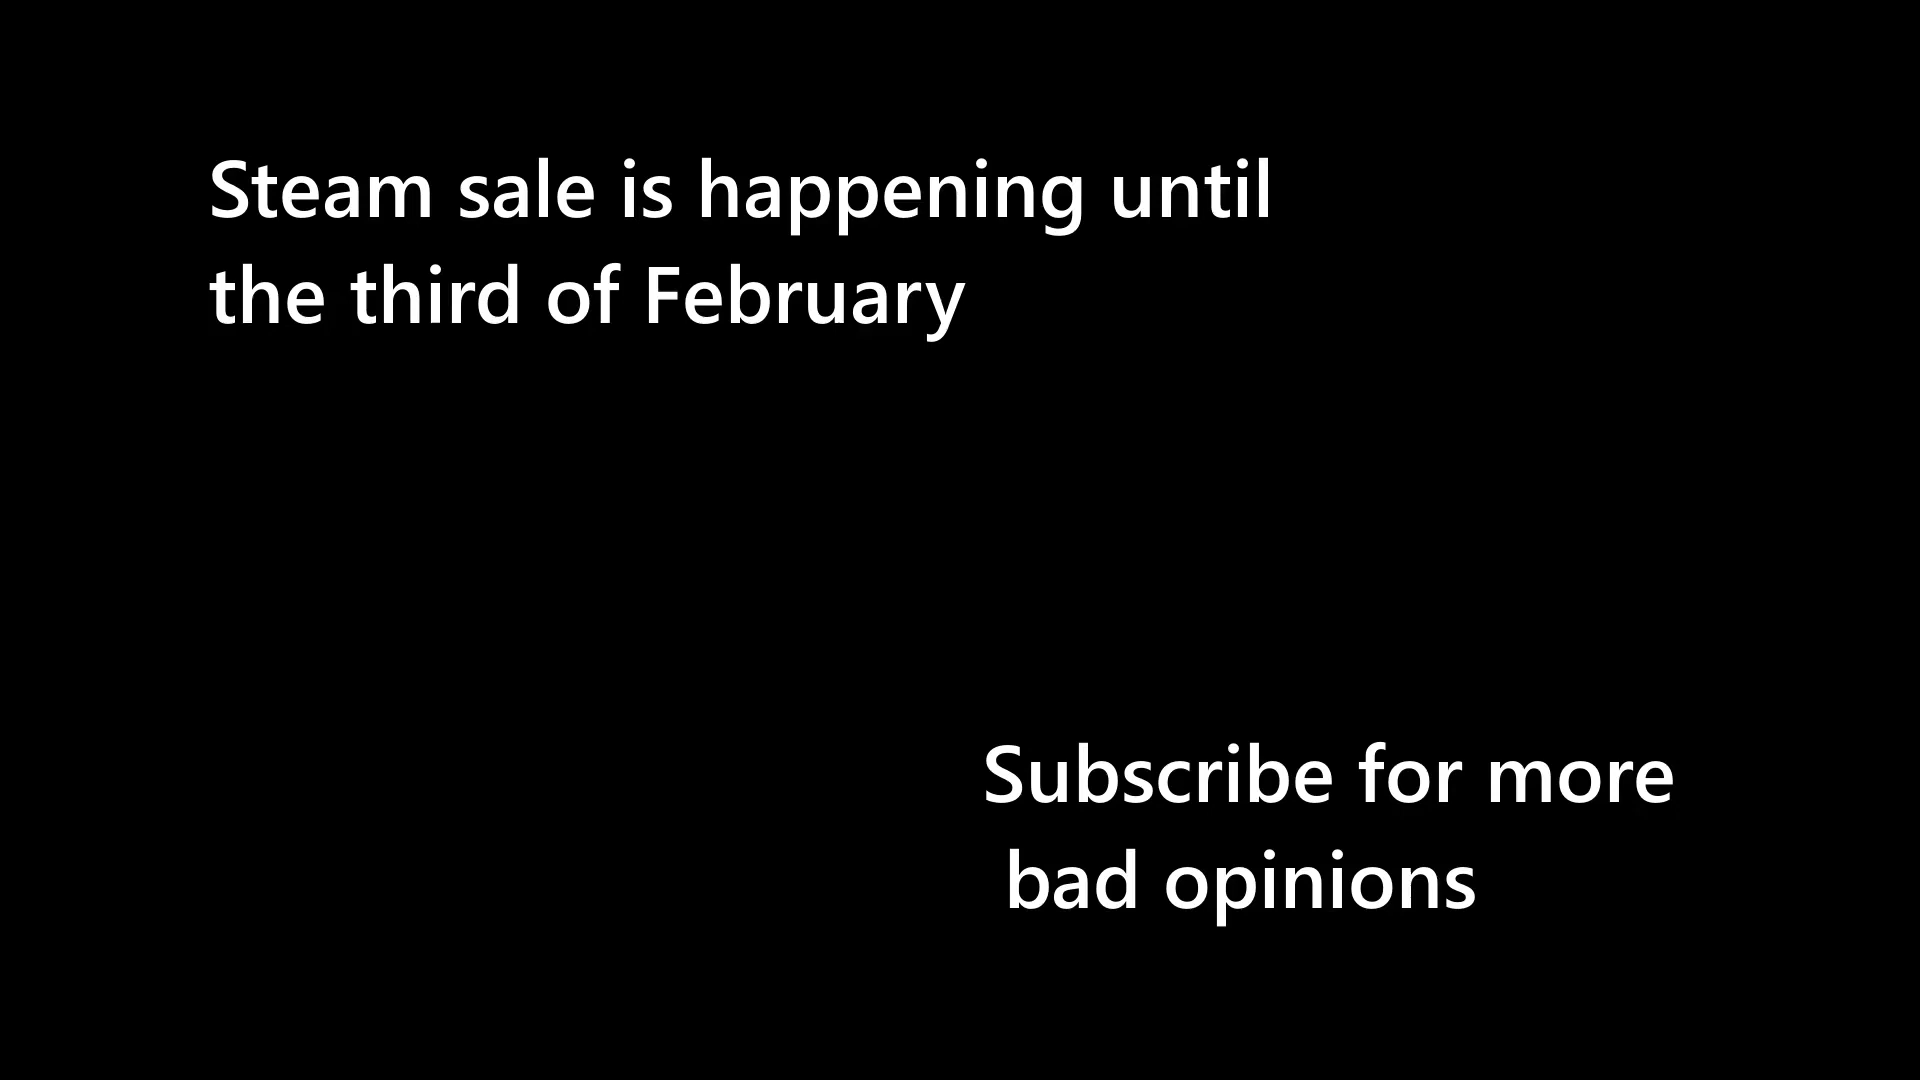 Steam sale is happening until
the third of February
Subscribe for more
bad opinions